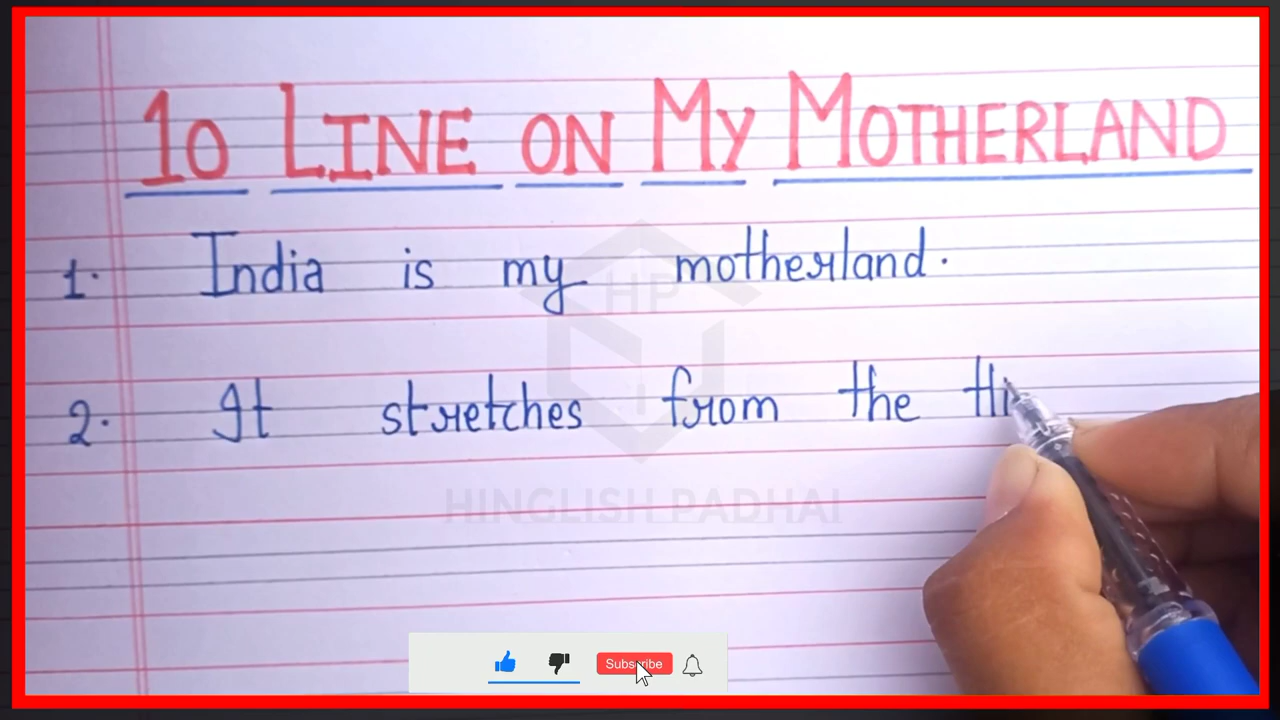 10 LINE ON MY MOTHERLAND
1. India is my motherland.
2. It stretches from the Hi
HP
HINGLISH PADHAI
Subscribe